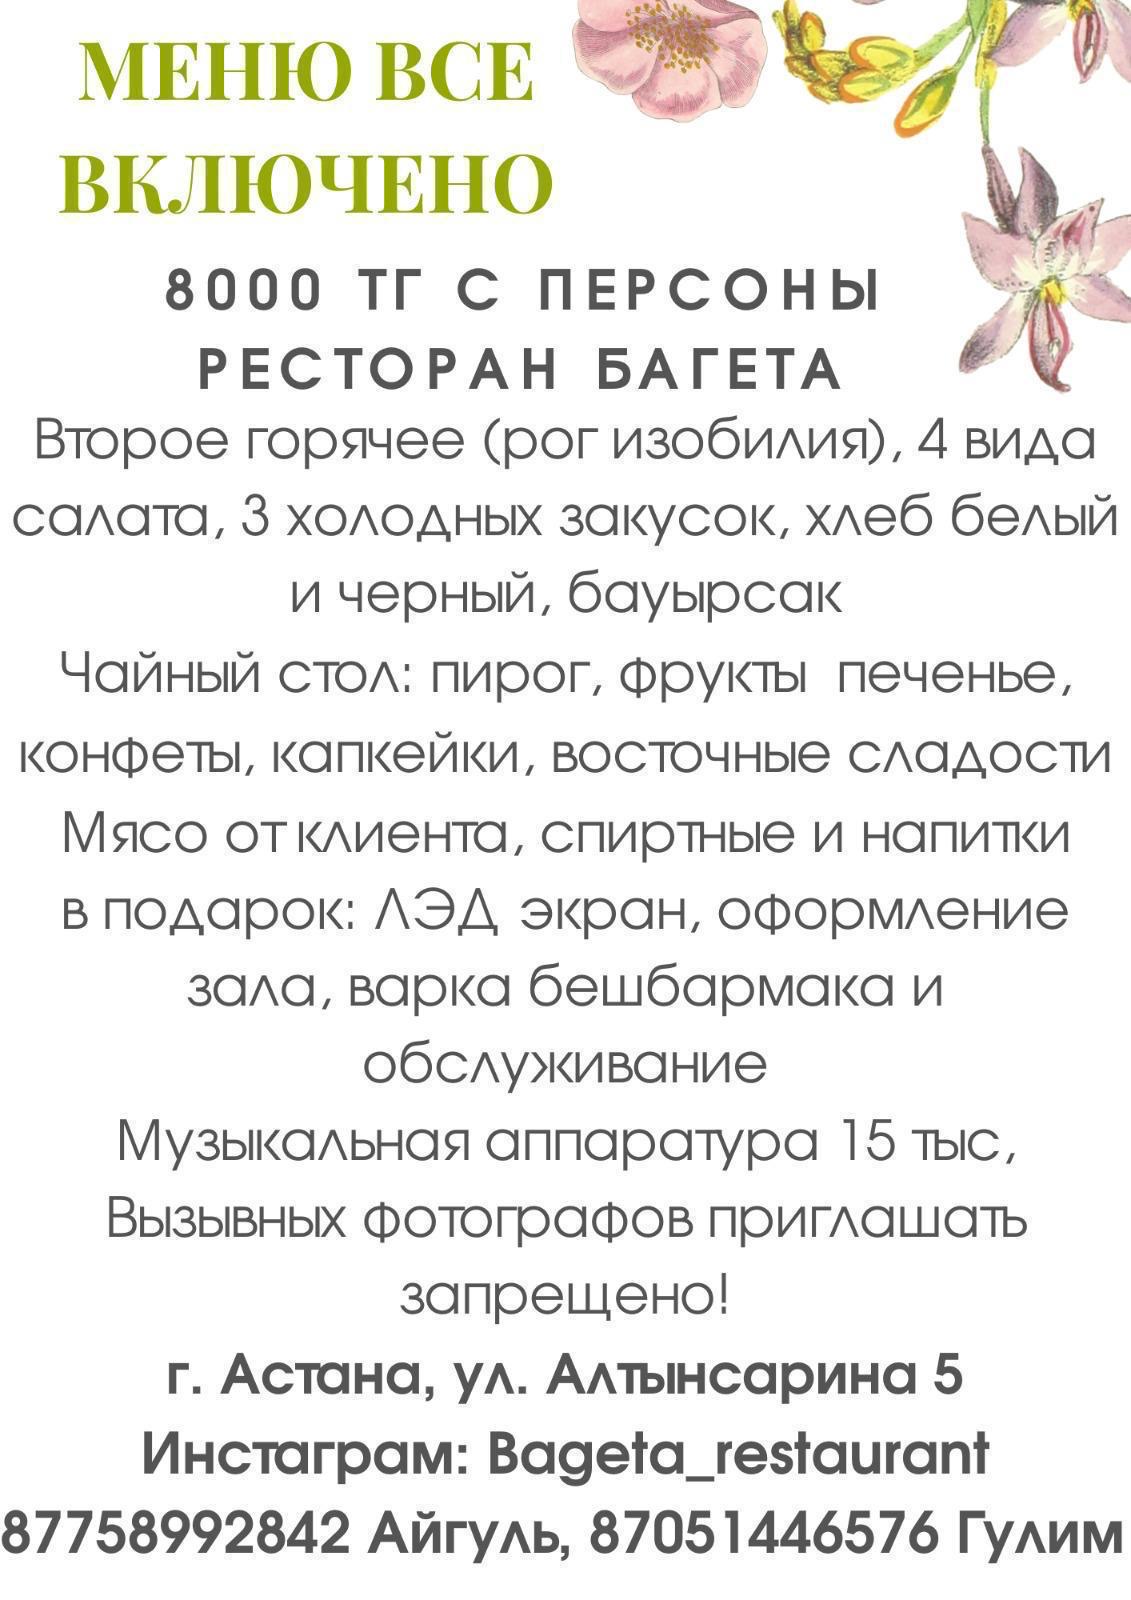 МЕНЮ ВСЕ
ВКЛЮЧЕНО
8000 ТГ С ПЕРСОНЫ
РЕСТОРАН БАГЕТА
Второе горячее (рог изобилия), 4 вида
салата, 3 холодных закусок, хлеб белый
и черный, бауырсак
Чайный стол: пирог, фрукты  печенье,
конфеты, капкейки, восточные сладости
Мясо от клиента, спиртные и напитки
в подарок: ЛЭД экран, оформление
зала, варка бешбармака и
обслуживание
Музыкальная аппаратура 15 тыс,
Вызывных фотографов приглашать
запрещено!
г. Астана, ул. Алтынсарина 5
Инстаграм: Bageta_restaurant
87758992842 Айгуль, 87051446576 Гулим